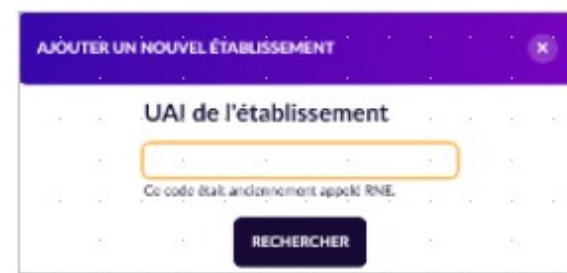 AJOUTER UN NOUVEL ÉTABLISSEMENT
UAI de l'établissement
Ce code était anciennement appelé RNE.
RECHERCHER